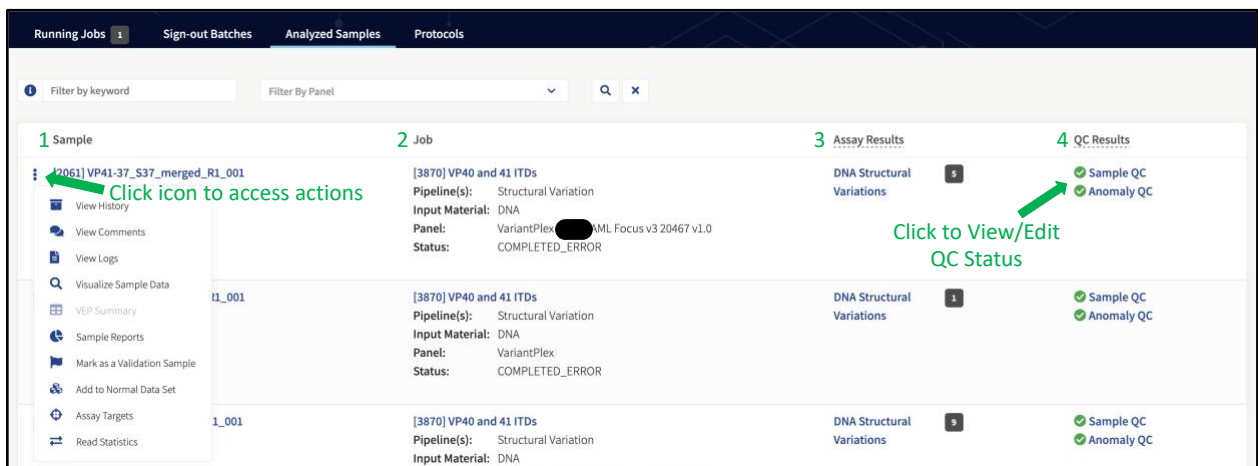 Running Jobs 1 Sign-out Batches Analyzed Samples Protocols
Filter by keyword Filter By Panel
1 Sample 2 Job 3 Assay Results 4 QC Results
[2061] VP41-37_S37_merged_R1_001 [3870] VP40 and 41 ITDs DNA Structural 5 Sample QC
Click icon to access actions Pipeline(s): Structural Variation Variations Anomaly QC
View History Input Material: DNA
View Comments Panel: VariantPlex AML Focus v3 20467 v1.0 Click to View/Edit
View Logs Status: COMPLETED_ERROR QC Status
Visualize Sample Data
R1_001 [3870] VP40 and 41 ITDs DNA Structural 1 Sample QC
VEP Summary Pipeline(s): Structural Variation Variations Anomaly QC
Sample Reports Input Material: DNA
Mark as a Validation Sample Panel: VariantPlex
Add to Normal Data Set Status: COMPLETED_ERROR
Assay Targets 1_001 [3870] VP40 and 41 ITDs DNA Structural 9 Sample QC
Read Statistics Pipeline(s): Structural Variation Variations Anomaly QC
Input Material: DNA